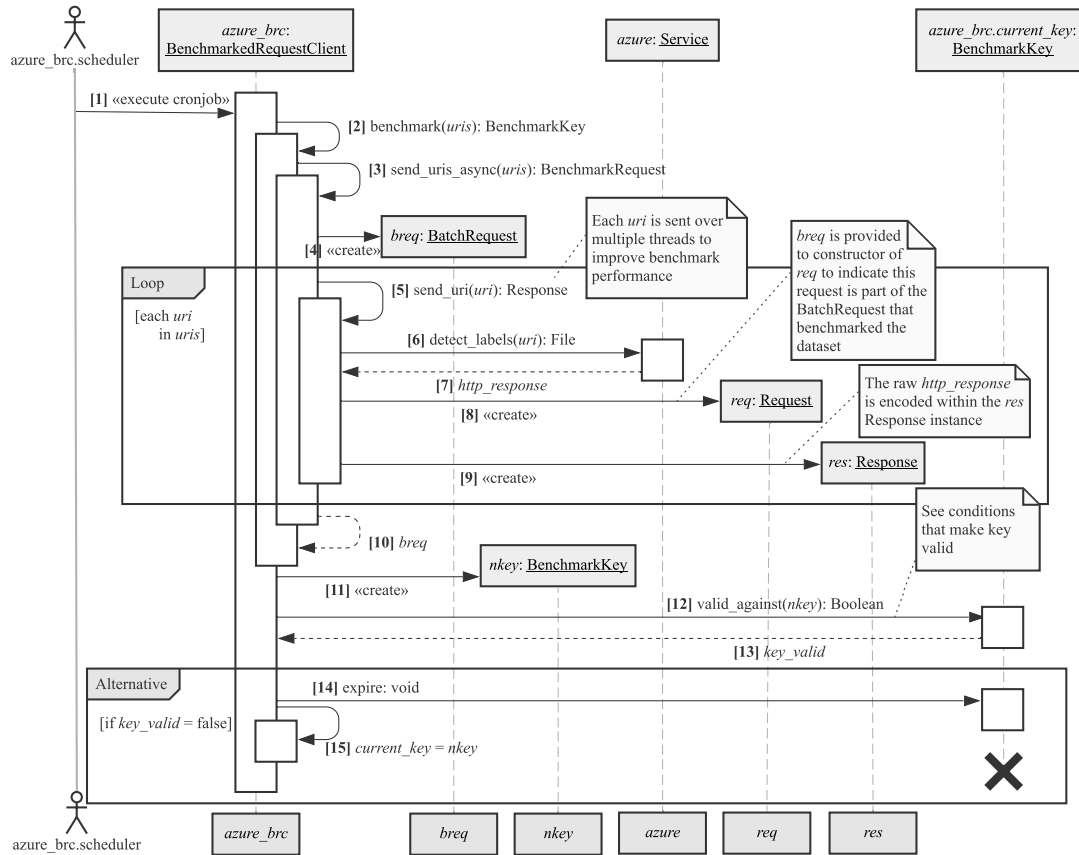 azure_brc.scheduler
azure_brc:
BenchmarkedRequestClient
azure: Service
azure_brc.current_key:
BenchmarkKey
[1] «execute cronjob»
[2] benchmark(uris): BenchmarkKey
[3] send_uris_async(uris): BenchmarkRequest
[4] «create»
breq: BatchRequest
Each uri is sent over
multiple threads to
improve benchmark
performance
breq is provided
to constructor of
req to indicate this
request is part of the
BatchRequest that
benchmarked the
dataset
Loop
[each uri
in uris]
[5] send_uri(uri): Response
[6] detect_labels(uri): File
[7] http_response
[8] «create»
req: Request
The raw http_response
is encoded within the res
Response instance
[9] «create»
res: Response
See conditions
that make key
valid
[10] breq
[11] «create»
nkey: BenchmarkKey
[12] valid_against(nkey): Boolean
[13] key_valid
Alternative
[if key_valid = false]
[14] expire: void
[15] current_key = nkey
azure_brc.scheduler
azure_brc
breq
nkey
azure
req
res